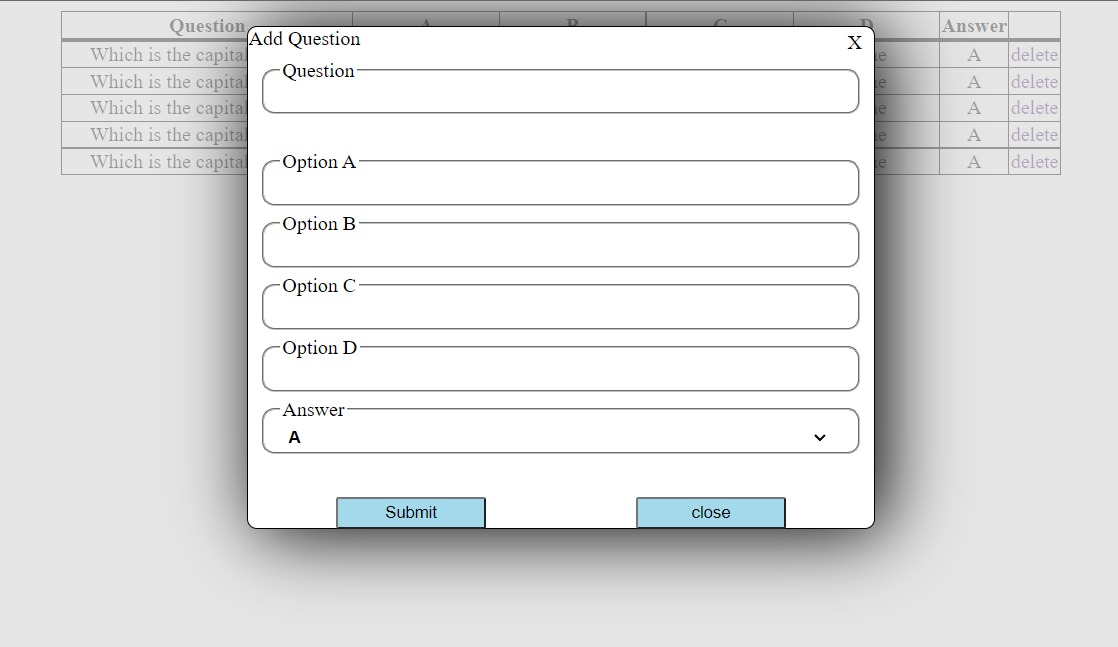 Question Answer
Add Question
X
Question
Which is the capital A delete
Which is the capital A delete
Which is the capital A delete
Which is the capital A delete
Which is the capital A delete
Option A
Option B
Option C
Option D
Answer
A
Submit close